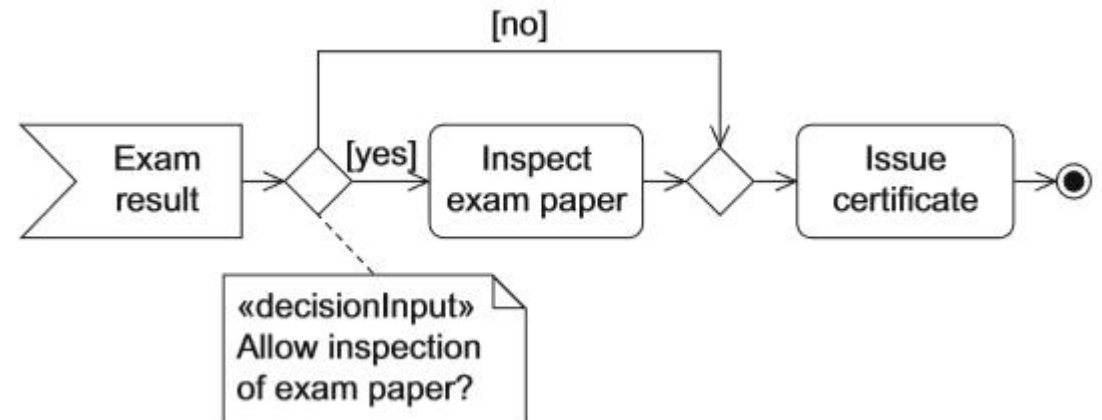 [no]
Exam
result
[yes]
Inspect
exam paper
Issue
certificate
«decisionInput»
Allow inspection
of exam paper?